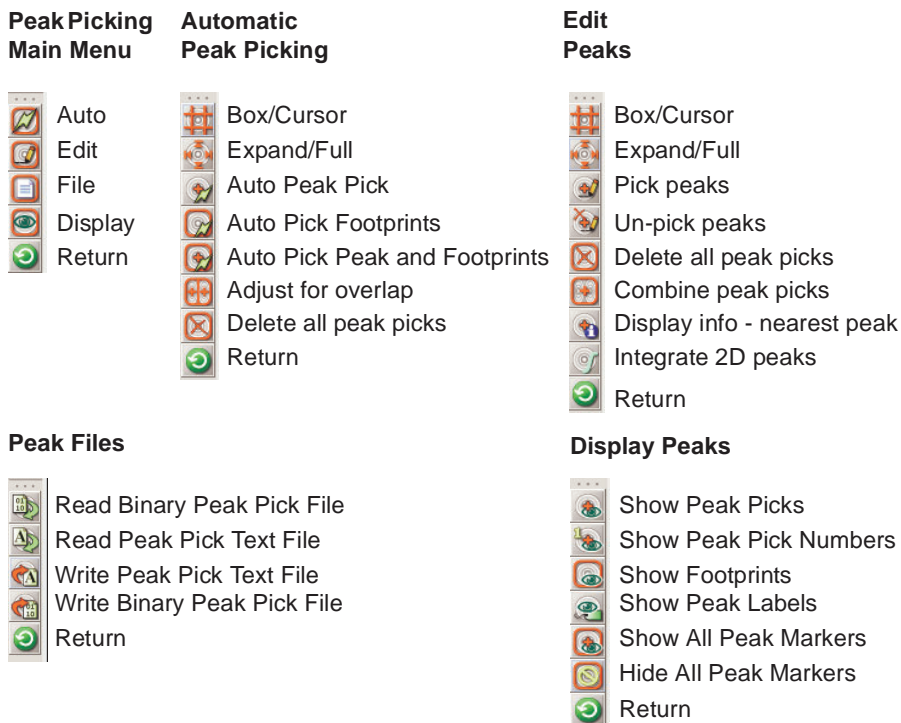 Peak Picking
Main Menu
Auto
Edit
File
Display
Return
Automatic
Peak Picking
Box/Cursor
Expand/Full
Auto Peak Pick
Auto Pick Footprints
Auto Pick Peak and Footprints
Adjust for overlap
Delete all peak picks
Return
Edit
Peaks
Box/Cursor
Expand/Full
Pick peaks
Un-pick peaks
Delete all peak picks
Combine peak picks
Display info - nearest peak
Integrate 2D peaks
Return
Peak Files
Read Binary Peak Pick File
Read Peak Pick Text File
Write Peak Pick Text File
Write Binary Peak Pick File
Return
Display Peaks
Show Peak Picks
Show Peak Pick Numbers
Show Footprints
Show Peak Labels
Show All Peak Markers
Hide All Peak Markers
Return